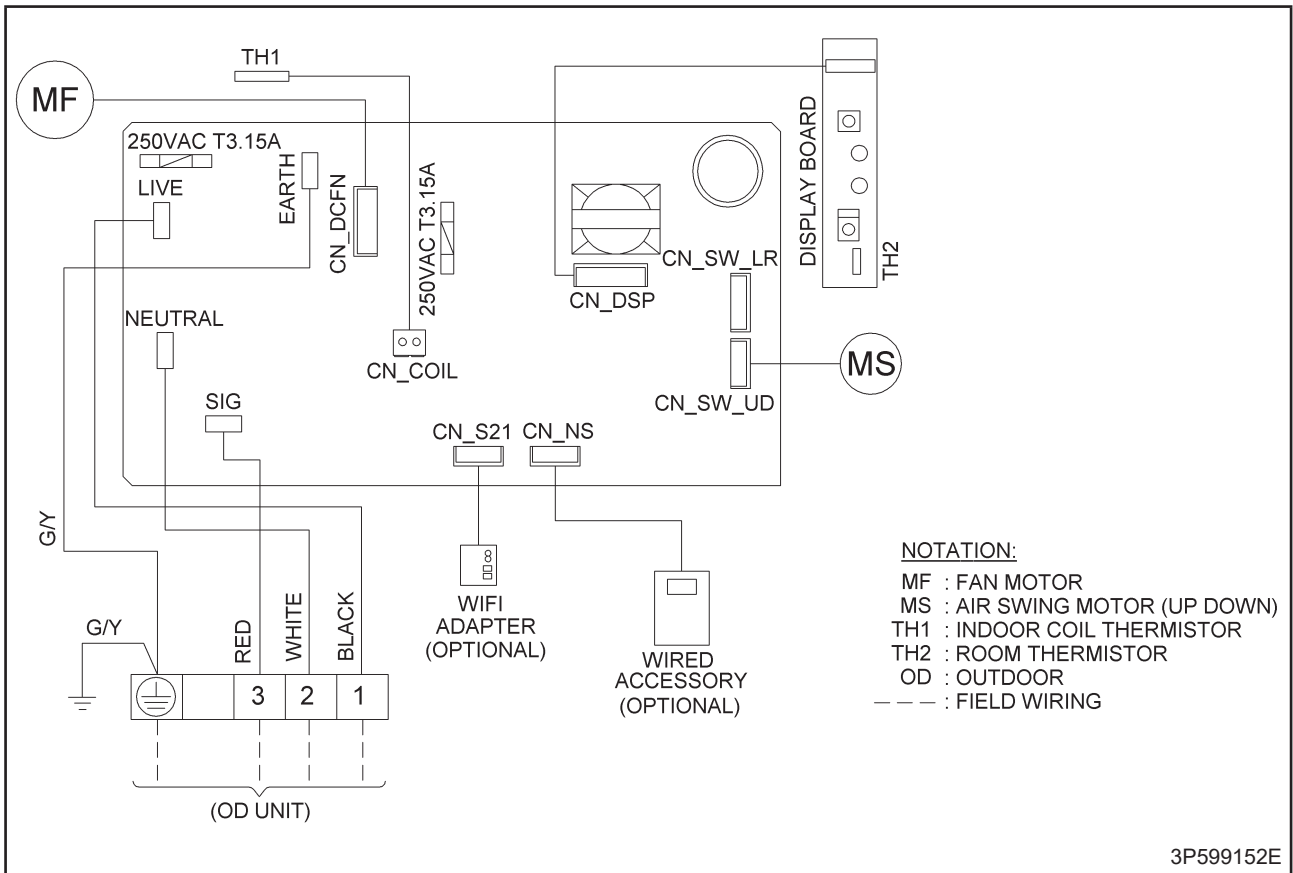 TH1
MF
250VAC T3.15A
LIVE
EARTH
CN_DCFN
250VAC T3.15A
DISPLAY BOARD
TH2
CN_SW_LR
CN_DSP
NEUTRAL
CN_COIL
MS
CN_SW_UD
SIG
CN_S21
CN_NS
G/Y
G/Y
RED
WHITE
BLACK
3
2
1
(OD UNIT)
WIFI
ADAPTER
(OPTIONAL)
WIRED
ACCESSORY
(OPTIONAL)
NOTATION:
MF : FAN MOTOR
MS : AIR SWING MOTOR (UP DOWN)
TH1 : INDOOR COIL THERMISTOR
TH2 : ROOM THERMISTOR
OD : OUTDOOR
– – – : FIELD WIRING
3P599152E